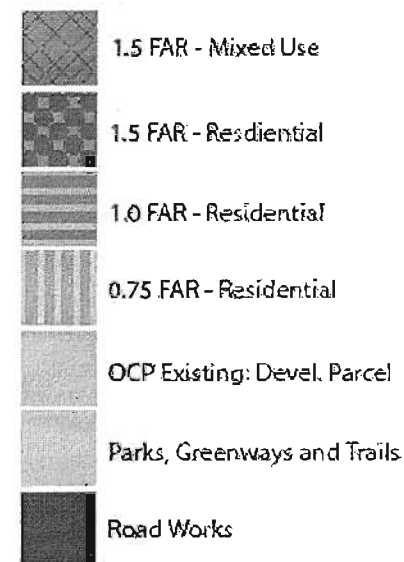 1.5 FAR - Mixed Use
1.5 FAR - Resdiential
1.0 FAR - Residential
0.75 FAR - Residential
OCP Existing: Devel. Parcel
Parks, Greenways and Trails
Road Works